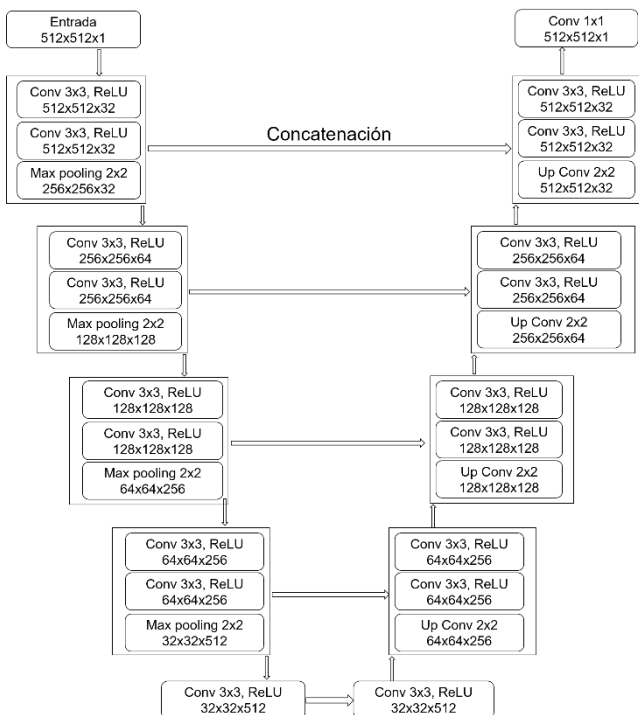 Entrada
512x512x1
Conv 3x3, ReLU
512x512x32
Conv 3x3, ReLU
512x512x32
Max pooling 2x2
256x256x32
Conv 3x3, ReLU
256x256x64
Conv 3x3, ReLU
256x256x64
Max pooling 2x2
128x128x128
Conv 3x3, ReLU
128x128x128
Conv 3x3, ReLU
128x128x128
Max pooling 2x2
64x64x256
Conv 3x3, ReLU
64x64x256
Conv 3x3, ReLU
64x64x256
Max pooling 2x2
32x32x512
Conv 3x3, ReLU
32x32x512
Concatenación
Conv 1x1
512x512x1
Conv 3x3, ReLU
512x512x32
Conv 3x3, ReLU
512x512x32
Up Conv 2x2
512x512x32
Conv 3x3, ReLU
256x256x64
Conv 3x3, ReLU
256x256x64
Up Conv 2x2
256x256x64
Conv 3x3, ReLU
128x128x128
Conv 3x3, ReLU
128x128x128
Up Conv 2x2
128x128x128
Conv 3x3, ReLU
64x64x256
Conv 3x3, ReLU
64x64x256
Up Conv 2x2
64x64x256
Conv 3x3, ReLU
32x32x512